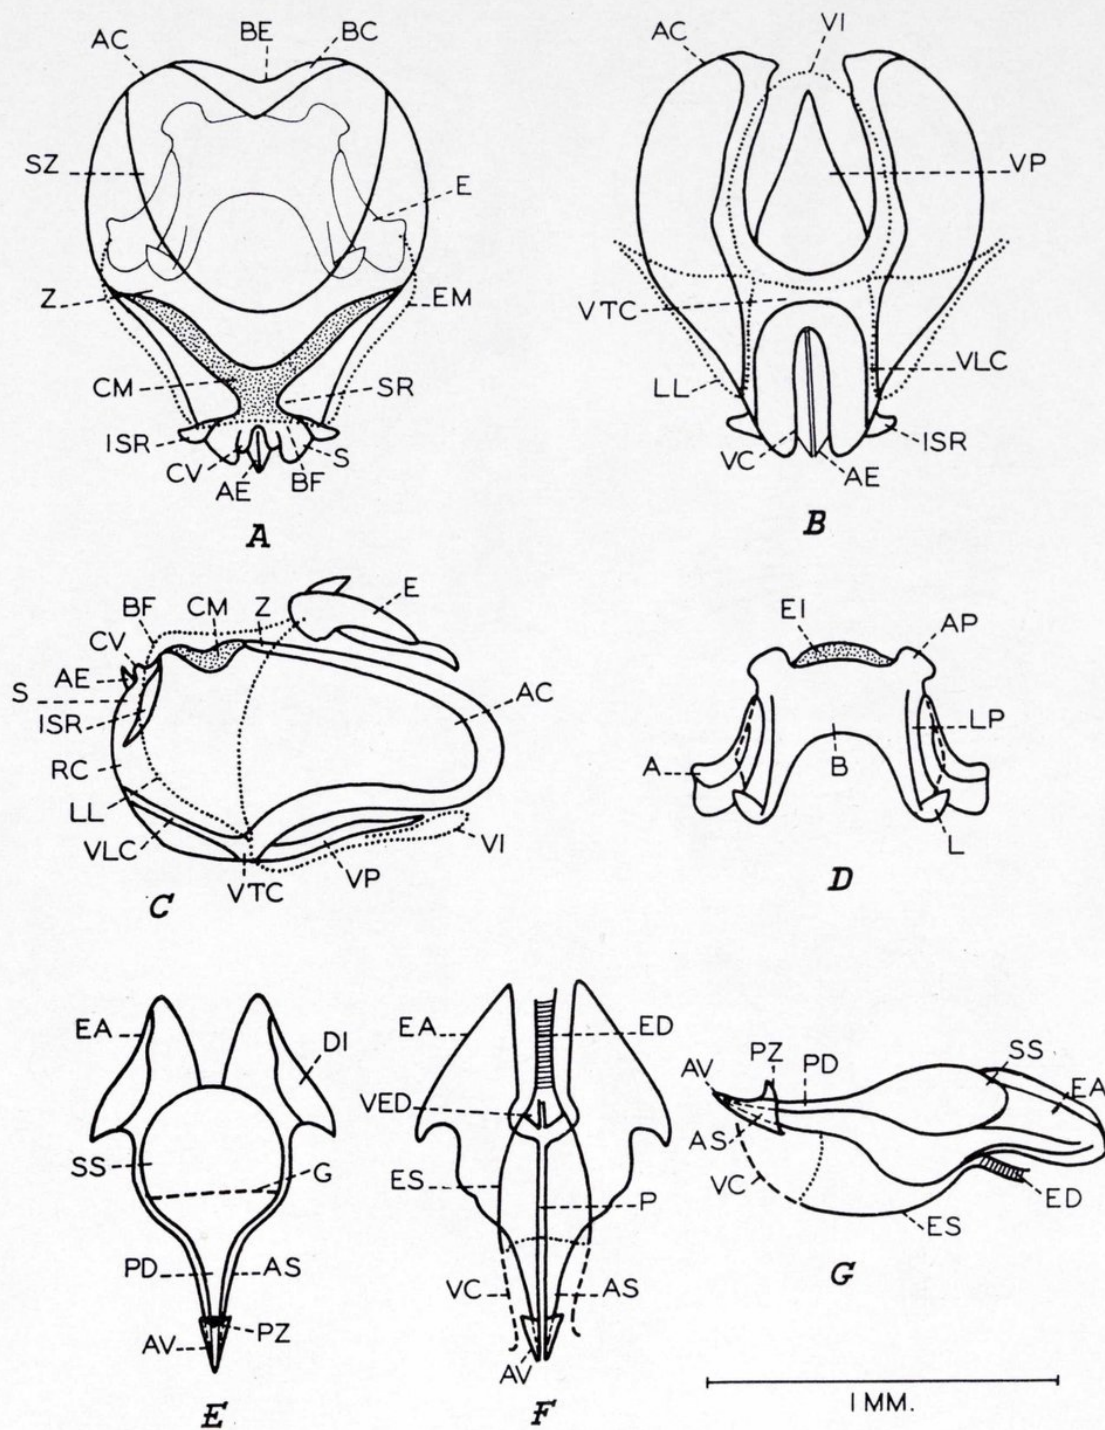 AC BE BC
SZ E
Z EM
CM SR
ISR CV AE BF S
A
AC VI
VP
VTC
LL VLC
VC AE ISR
B
BF CM Z E
CV
AE
S
ISR
RC
LL
VLC
VTC VP VI
AC
C
EI AP
LP
A B
L
D
EA DI
SS G
PD AS
AV PZ
E
EA ED
VED
ES P
VC AS
AV
F
AV PZ PD SS
EA
AS
VC ES ED
G
1 MM.